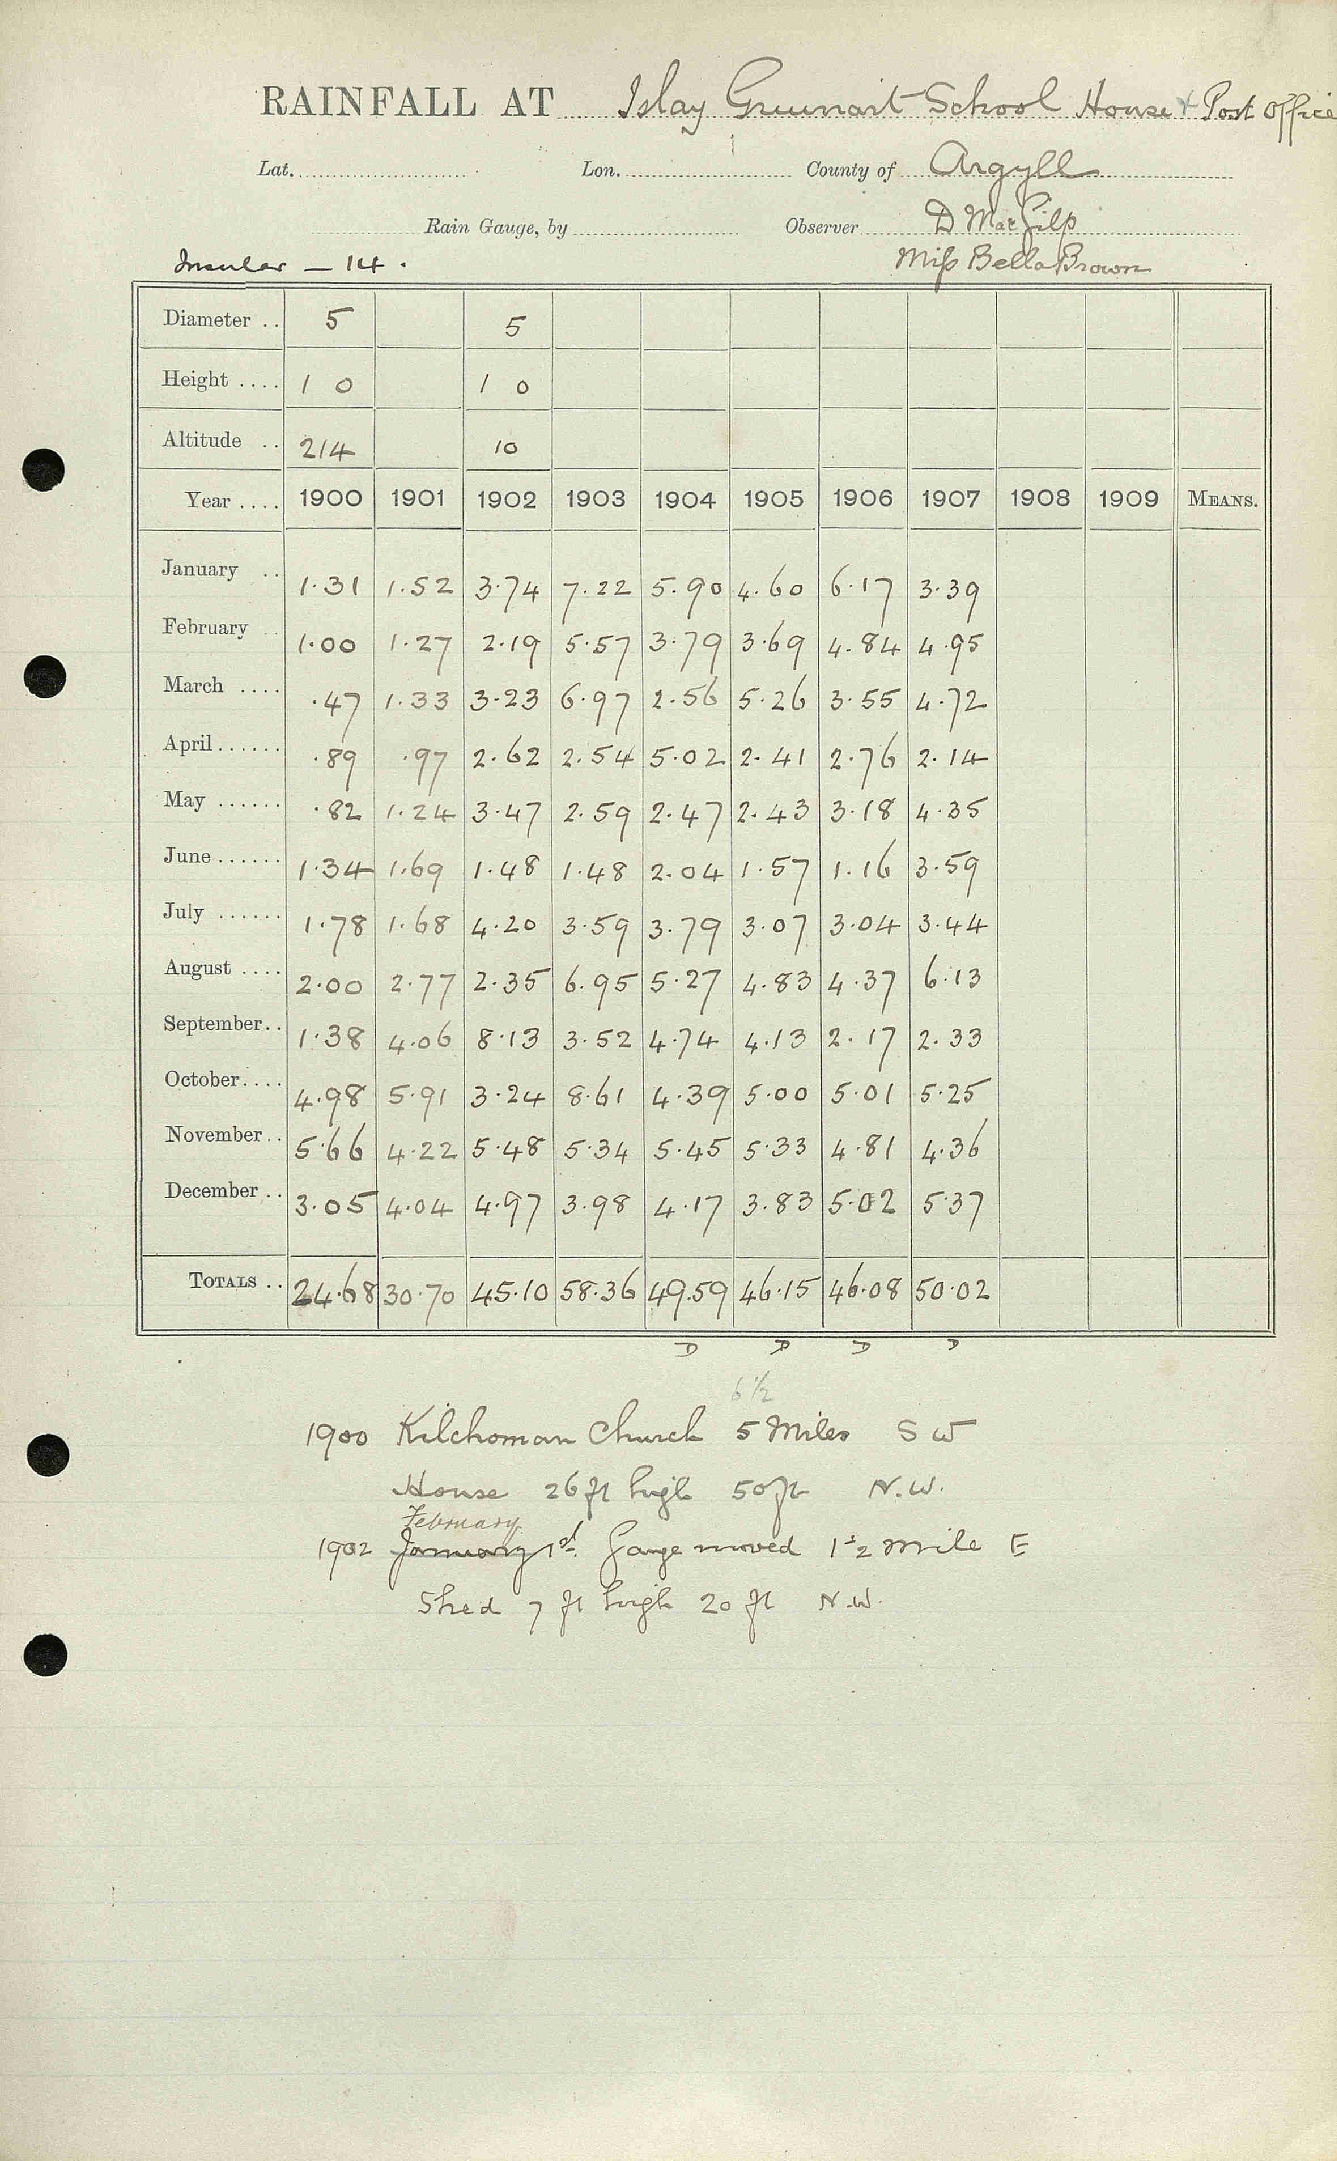 RAINFALL AT Islay Gruinart School House & Post Office
Lat. Lon. County of Argyll
Rain Gauge, by Observer D MacGilp
Insular — 14. Miss Bella Brown
Diameter .. 5 5
Height .... 1 0 1 0
Altitude .. 214 10
Year .... 1900 1901 1902 1903 1904 1905 1906 1907 1908 1909 MEANS.
January .. 1.31 1.52 3.74 7.22 5.90 4.60 6.17 3.39
February .. 1.00 1.27 2.19 5.57 3.79 3.69 4.84 4.95
March .... .47 1.33 3.23 6.97 2.56 5.26 3.55 4.72
April...... .89 .97 2.62 2.54 5.02 2.41 2.76 2.14
May ...... .82 1.24 3.47 2.59 2.47 2.43 3.18 4.35
June...... 1.34 1.69 1.48 1.48 2.04 1.57 1.16 3.59
July ...... 1.78 1.68 4.20 3.59 3.79 3.07 3.04 3.44
August .... 2.00 2.77 2.35 6.95 5.27 4.83 4.37 6.13
September.. 1.38 4.06 8.13 3.52 4.74 4.13 2.17 2.33
October.... 4.98 5.91 3.24 8.61 4.39 5.00 5.01 5.25
November.. 5.66 4.22 5.48 5.34 5.45 5.33 4.81 4.36
December .. 3.05 4.04 4.97 3.98 4.17 3.83 5.02 5.37
TOTALS .. 24.68 30.70 45.10 58.36 49.59 46.15 46.08 50.02
D D D D
6 1/2
1900 Kilchoman Church 5 Miles S W
House 26 ft high 50 ft N.W.
February
1902 January 1st. Gauge moved 1 1/2 mile E
Shed 7 ft high 20 ft N.W.